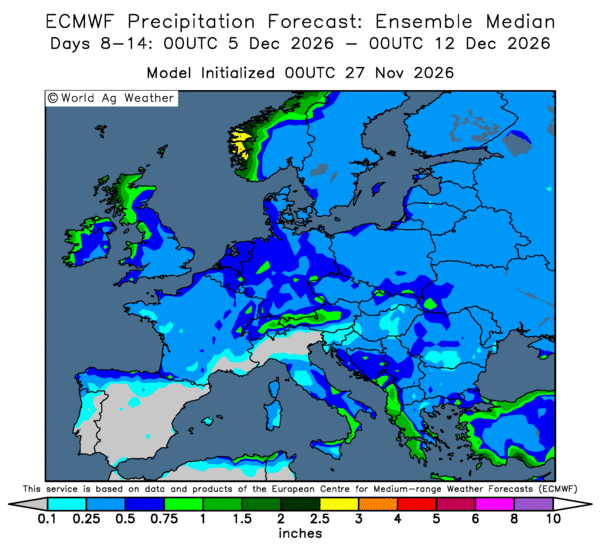 ECMWF Precipitation Forecast: Ensemble Median
Days 8-14: 00UTC 5 Dec 2026 - 00UTC 12 Dec 2026
Model Initialized 00UTC 27 Nov 2026
© World Ag Weather
This service is based on data and products of the European Centre for Medium-range Weather Forecasts (ECMWF)
0.1 0.25 0.5 0.75 1 1.5 2 2.5 3 4 5 6 8 10
inches